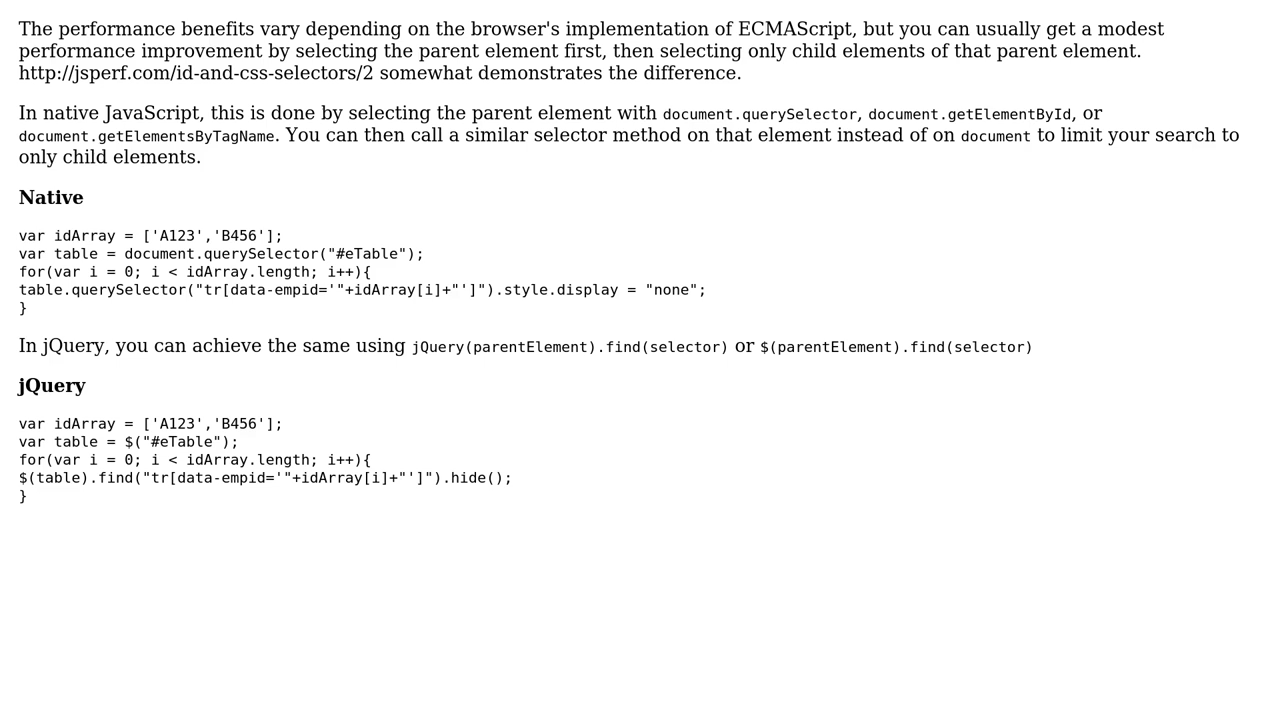 The performance benefits vary depending on the browser's implementation of ECMAScript, but you can usually get a modest
performance improvement by selecting the parent element first, then selecting only child elements of that parent element.
http://jsperf.com/id-and-css-selectors/2 somewhat demonstrates the difference.
In native JavaScript, this is done by selecting the parent element with document.querySelector, document.getElementById, or
document.getElementsByTagName. You can then call a similar selector method on that element instead of on document to limit your search to
only child elements.
Native
var idArray = ['A123','B456'];
var table = document.querySelector("#eTable");
for(var i = 0; i < idArray.length; i++){
table.querySelector("tr[data-empid='"+idArray[i]+"']").style.display = "none";
}
In jQuery, you can achieve the same using jQuery(parentElement).find(selector) or $(parentElement).find(selector)
jQuery
var idArray = ['A123','B456'];
var table = $("#eTable");
for(var i = 0; i < idArray.length; i++){
$(table).find("tr[data-empid='"+idArray[i]+"']").hide();
}